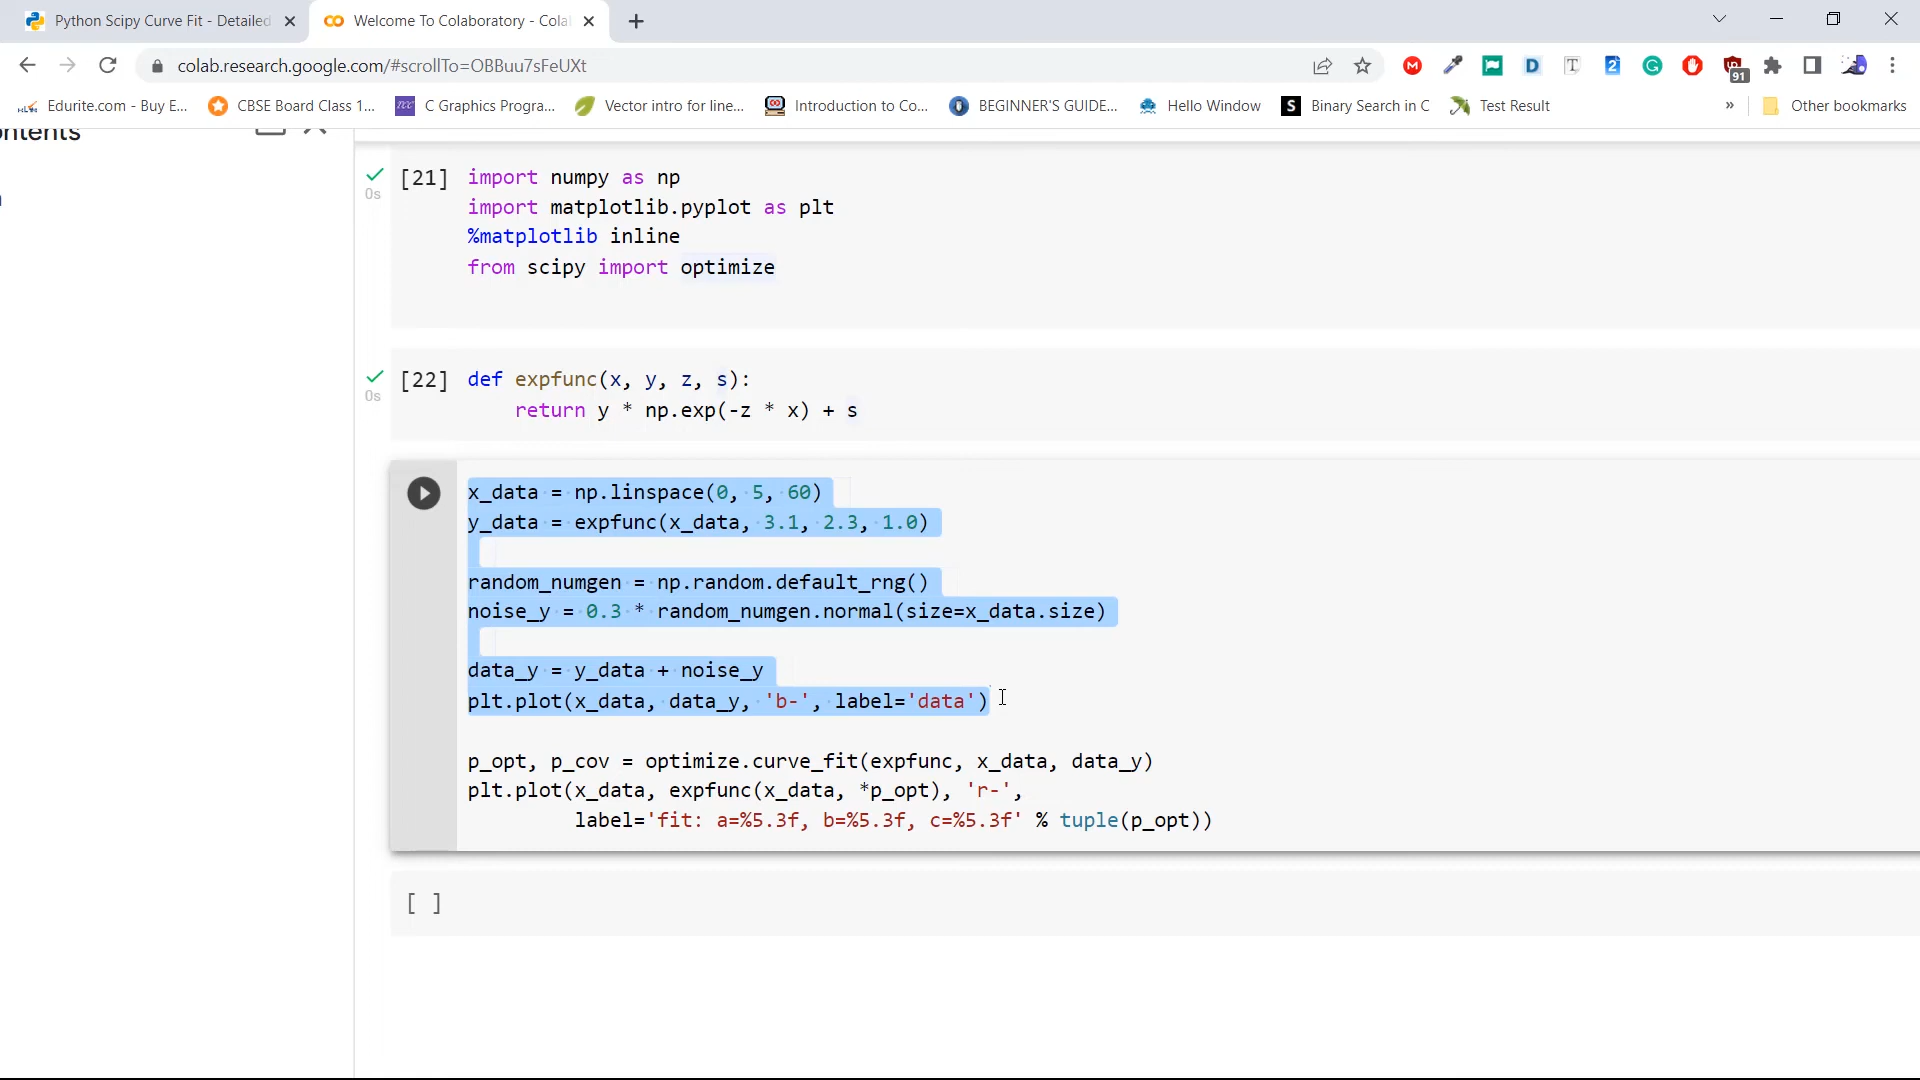 Python Scipy Curve Fit - Detailed
Welcome To Colaboratory - Cola
colab.research.google.com/#scrollTo=OBBuu7sFeUXt
91
Edurite.com - Buy E...
CBSE Board Class 1...
C Graphics Progra...
Vector intro for line...
Introduction to Co...
BEGINNER'S GUIDE...
Hello Window
Binary Search in C
Test Result
»
Other bookmarks
ontents
[21] import numpy as np
import matplotlib.pyplot as plt
%matplotlib inline
from scipy import optimize
0s
[22] def expfunc(x, y, z, s):
return y * np.exp(-z * x) + s
0s
x_data = np.linspace(0, 5, 60)
y_data = expfunc(x_data, 3.1, 2.3, 1.0)
random_numgen = np.random.default_rng()
noise_y = 0.3 * random_numgen.normal(size=x_data.size)
data_y = y_data + noise_y
plt.plot(x_data, data_y, 'b-', label='data')
p_opt, p_cov = optimize.curve_fit(expfunc, x_data, data_y)
plt.plot(x_data, expfunc(x_data, *p_opt), 'r-',
label='fit: a=%5.3f, b=%5.3f, c=%5.3f' % tuple(p_opt))
[ ]